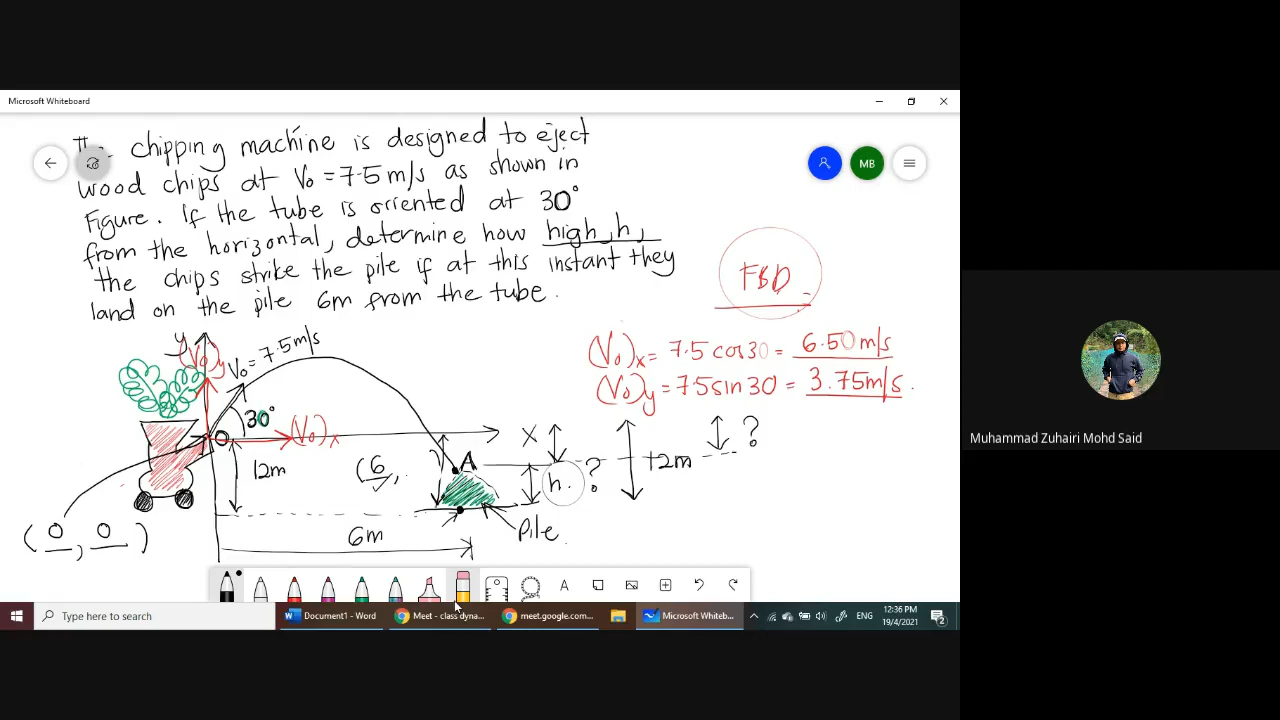 Microsoft Whiteboard
chipping machine is designed to eject
wood chips at V₀ = 7.5 m/s as shown in
Figure. If the tube is oriented at 30°
from the horizontal, determine how high, h,
the chips strike the pile if at this instant they
land on the pile 6m from the tube.
MB
FBD
(V₀)x = 7.5 cos 30 = 6.50 m/s
(V₀)y = 7.5 sin 30 = 3.75 m/s.
y
(V₀)y
V₀ = 7.5 m/s
30°
(V₀)x
O
x
?
12m
(6,
A
h.
?
12m
(0, 0)
6m
Pile.
A
Type here to search
Document1 - Word
Meet - class dyna...
meet.google.com...
Microsoft Whiteb...
ENG
12:36 PM
19/4/2021
2
Muhammad Zuhairi Mohd Said